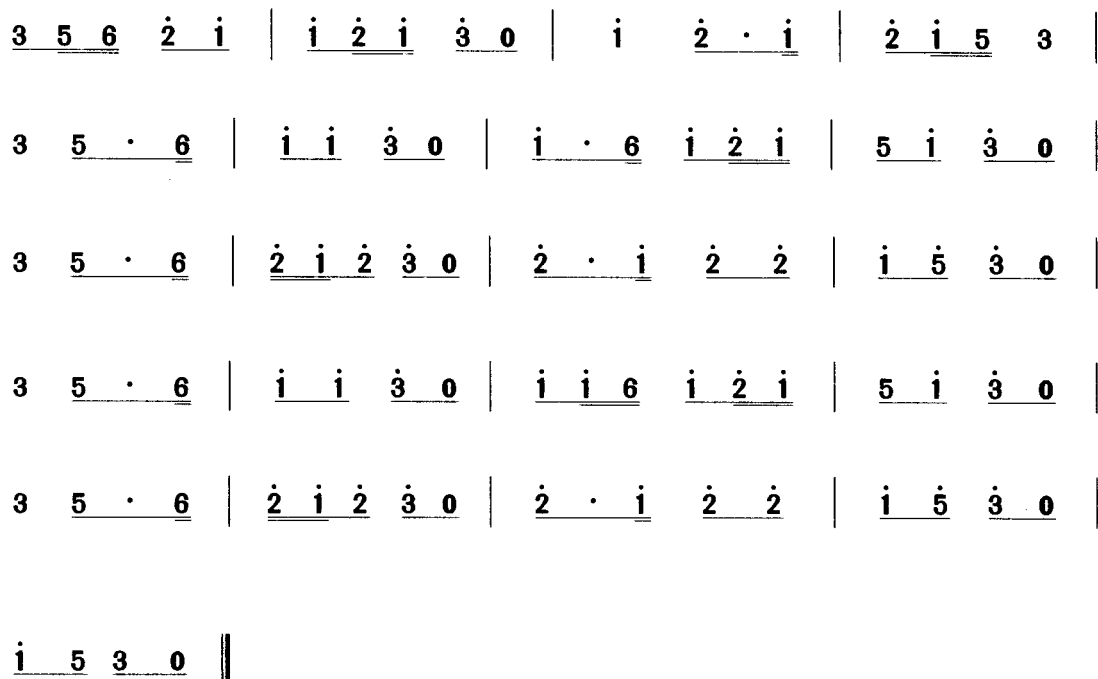 3 5 6 2̇ 1̇ | 1̇ 2̇ 1̇ 3̇ 0 | 1̇ 2̇ · 1̇ | 2̇ 1̇ 5 3 |
3 5 · 6 | 1̇ 1̇ 3̇ 0 | 1̇ · 6 1̇ 2̇ 1̇ | 5 1̇ 3̇ 0 |
3 5 · 6 | 2̇ 1̇ 2̇ 3̇ 0 | 2̇ · 1̇ 2̇ 2̇ | 1̇ 5̇ 3̇ 0 |
3 5 · 6 | 1̇ 1̇ 3̇ 0 | 1̇ 1̇ 6 1̇ 2̇ 1̇ | 5 1̇ 3̇ 0 |
3 5 · 6 | 2̇ 1̇ 2̇ 3̇ 0 | 2̇ · 1̇ 2̇ 2̇ | 1̇ 5̇ 3̇ 0 |
1̇ 5 3 0 ‖